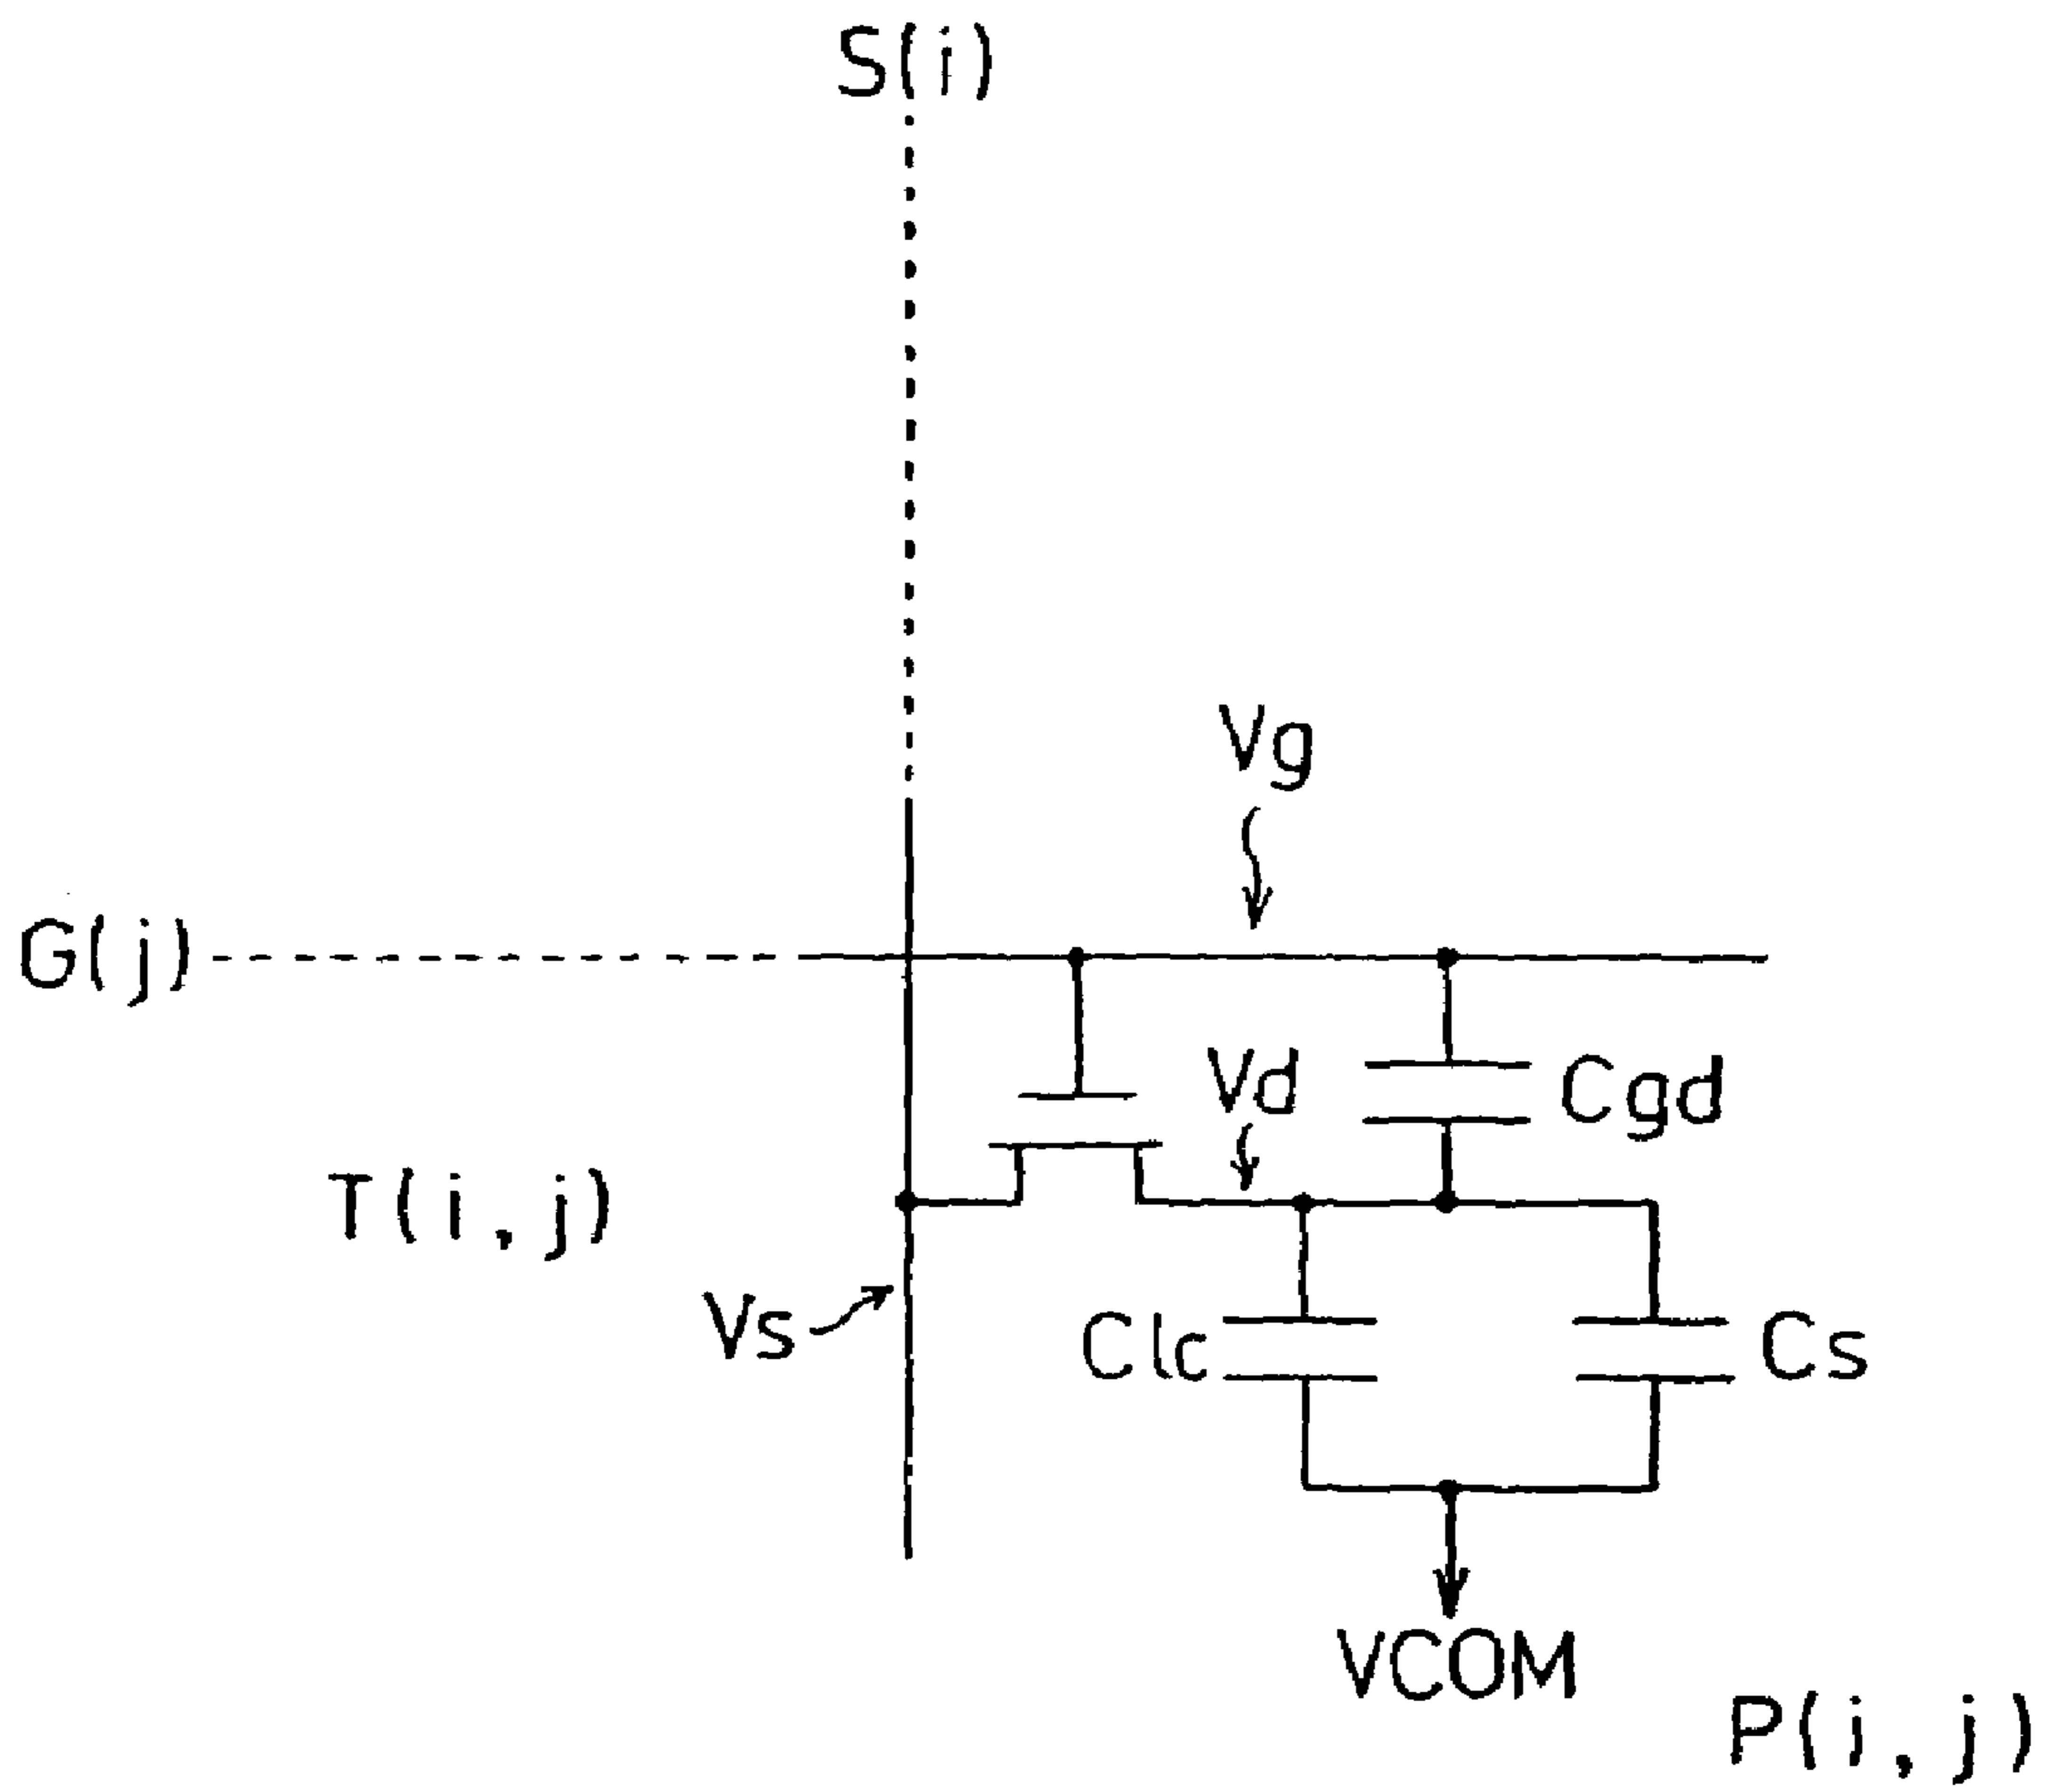 S(i)
Vg
G(j)
Vd
Cgd
T(i,j)
Vs
Clc
Cs
VCOM
P(i,j)